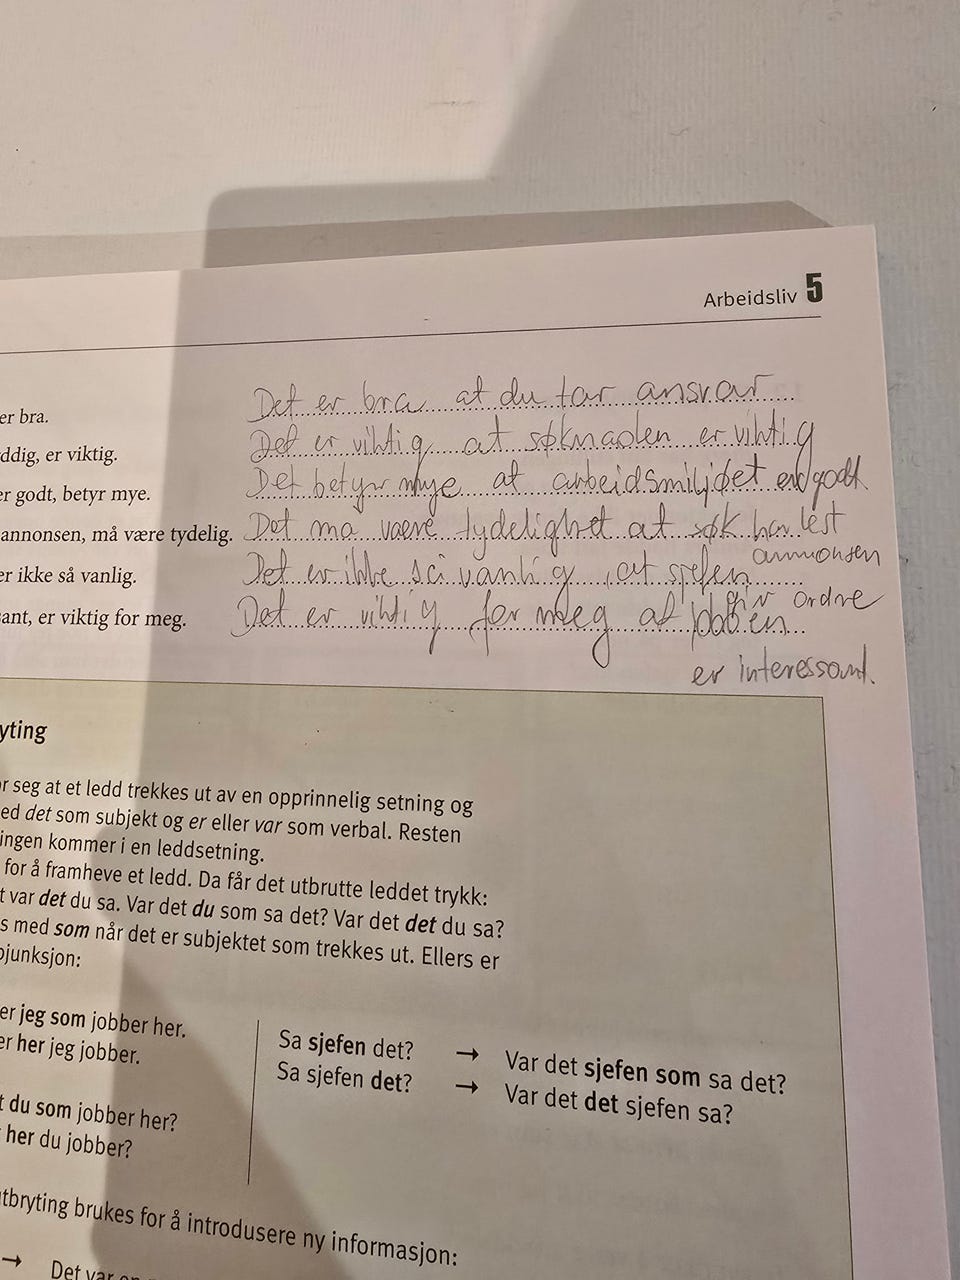 Arbeidsliv 5
er bra. Det er bra at du tar ansvar
ddig, er viktig. Det er viktig at søknaden er viktig
er godt, betyr mye. Det betyr mye at arbeidsmiljøet er godt
annonsen, må være tydelig. Det må være tydelighet at søk har lest
annonsen
er ikke så vanlig. Det er ikke så vanlig, at sjefen
gir ordre
sant, er viktig for meg. Det er viktig for meg at jobben
er interessant.
yting
or seg at et ledd trekkes ut av en opprinnelig setning og
ed det som subjekt og er eller var som verbal. Resten
ingen kommer i en leddsetning.
for å framheve et ledd. Da får det utbrutte leddet trykk:
t var det du sa. Var det du som sa det? Var det det du sa?
s med som når det er subjektet som trekkes ut. Ellers er
bjunksjon:
er jeg som jobber her.
er her jeg jobber.
t du som jobber her?
her du jobber?
Sa sjefen det? → Var det sjefen som sa det?
Sa sjefen det? → Var det det sjefen sa?
utbryting brukes for å introdusere ny informasjon:
→ Det var en